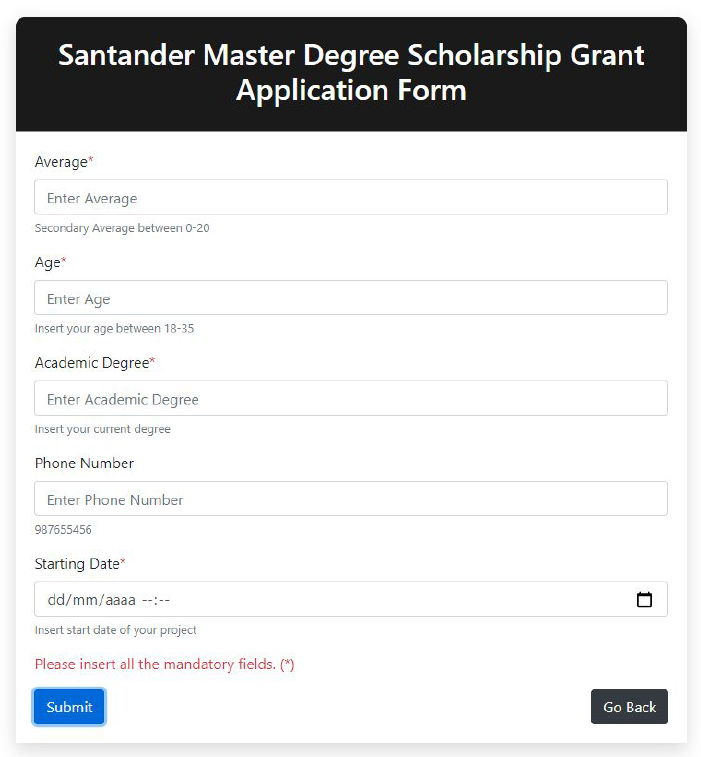 Santander Master Degree Scholarship Grant
Application Form
Average*
Enter Average
Secondary Average between 0-20
Age*
Enter Age
Insert your age between 18-35
Academic Degree*
Enter Academic Degree
Insert your current degree
Phone Number
Enter Phone Number
987655456
Starting Date*
dd/mm/aaaa --:--
Insert start date of your project
Please insert all the mandatory fields. (*)
Submit
Go Back